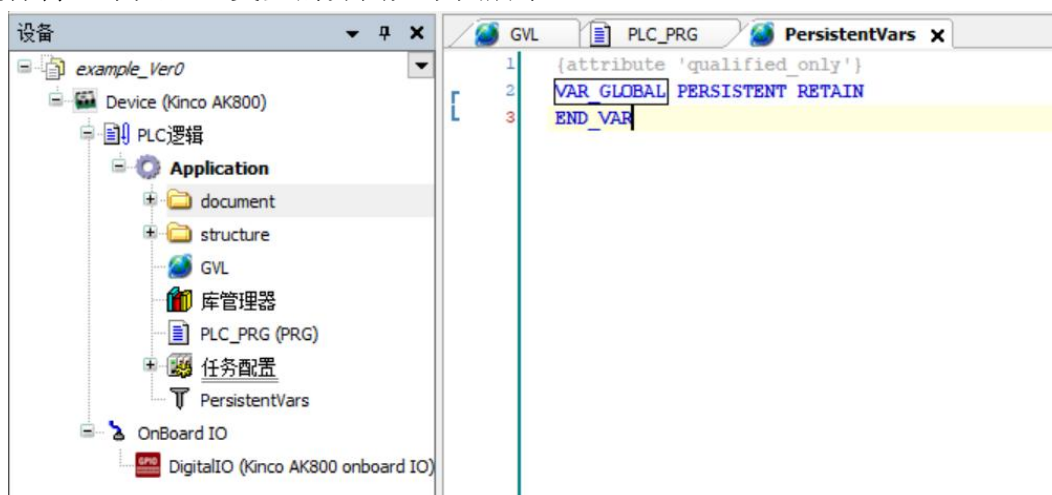 设备
example_Ver0
Device (Kinco AK800)
PLC逻辑
Application
document
structure
GVL
库管理器
PLC_PRG (PRG)
任务配置
PersistentVars
OnBoard IO
DigitalIO (Kinco AK800 onboard IO)
GVL PLC_PRG PersistentVars
1 {attribute 'qualified_only'}
2 VAR_GLOBAL PERSISTENT RETAIN
3 END_VAR